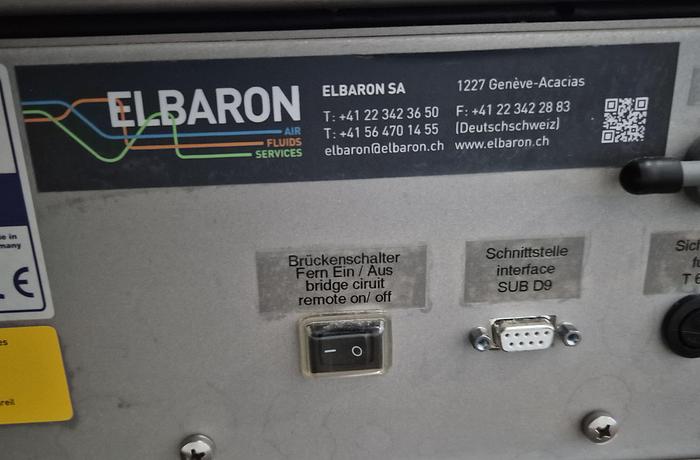 ELBARON
AIR
FLUIDS
SERVICES
ELBARON SA
T: +41 22 342 36 50
T: +41 56 470 14 55
elbaron@elbaron.ch
1227 Genève-Acacias
F: +41 22 342 28 83
(Deutschschweiz)
www.elbaron.ch
Brückenschalter
Fern Ein / Aus
bridge ciruit
remote on/ off
Schnittstelle
interface
SUB D9
CE